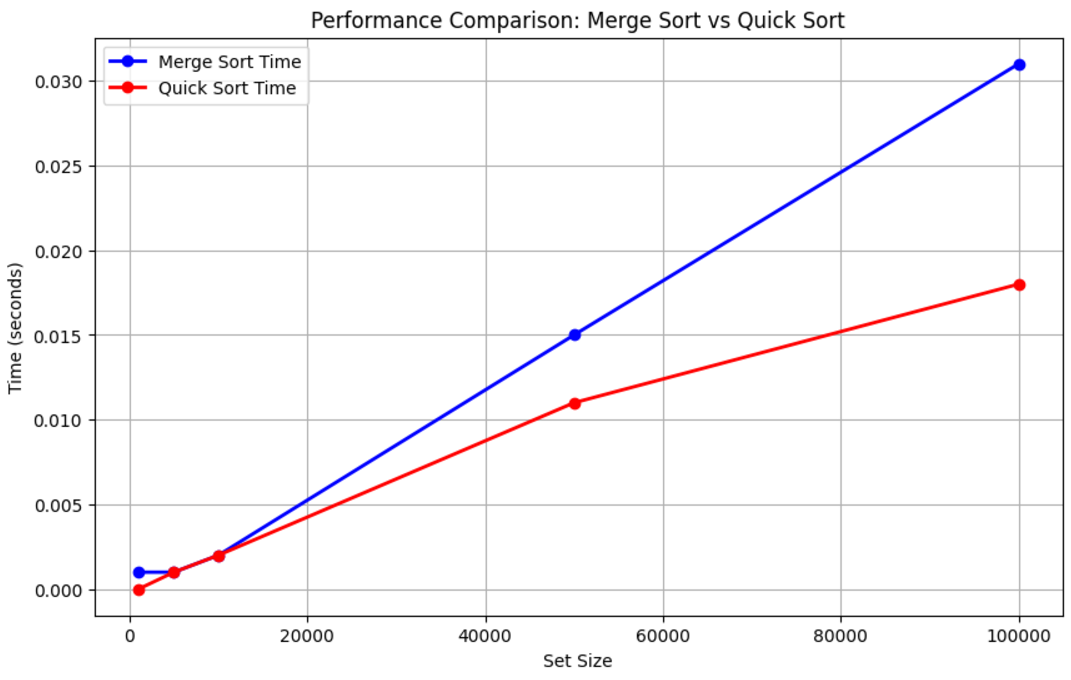 Performance Comparison: Merge Sort vs Quick Sort
Merge Sort Time
Quick Sort Time
0.030
0.025
0.020
0.015
0.010
0.005
0.000
Time (seconds)
0 20000 40000 60000 80000 100000
Set Size